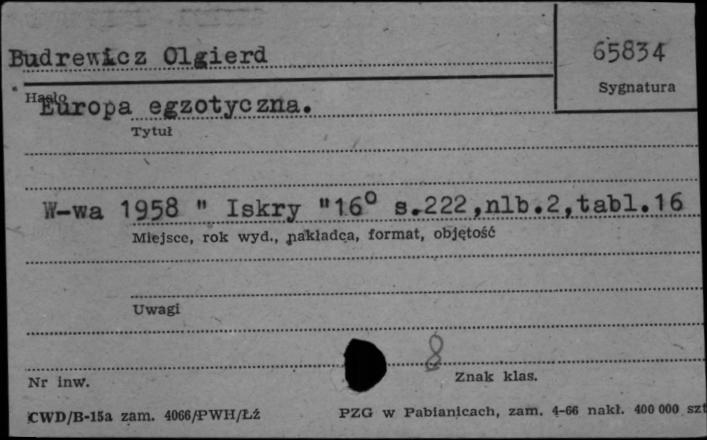 Budrewicz Olgierd
65834
Sygnatura
Hasło
Europa egzotyczna.
Tytuł
W-wa 1958 " Iskry "16° s.222,nlb.2,tabl.16
Miejsce, rok wyd., nakładca, format, objętość
Uwagi
8
Nr inw.
Znak klas.
CWD/B-15a zam. 4066/PWH/Łź
PZG w Pabianicach, zam. 4-66 nakł. 400 000 szt